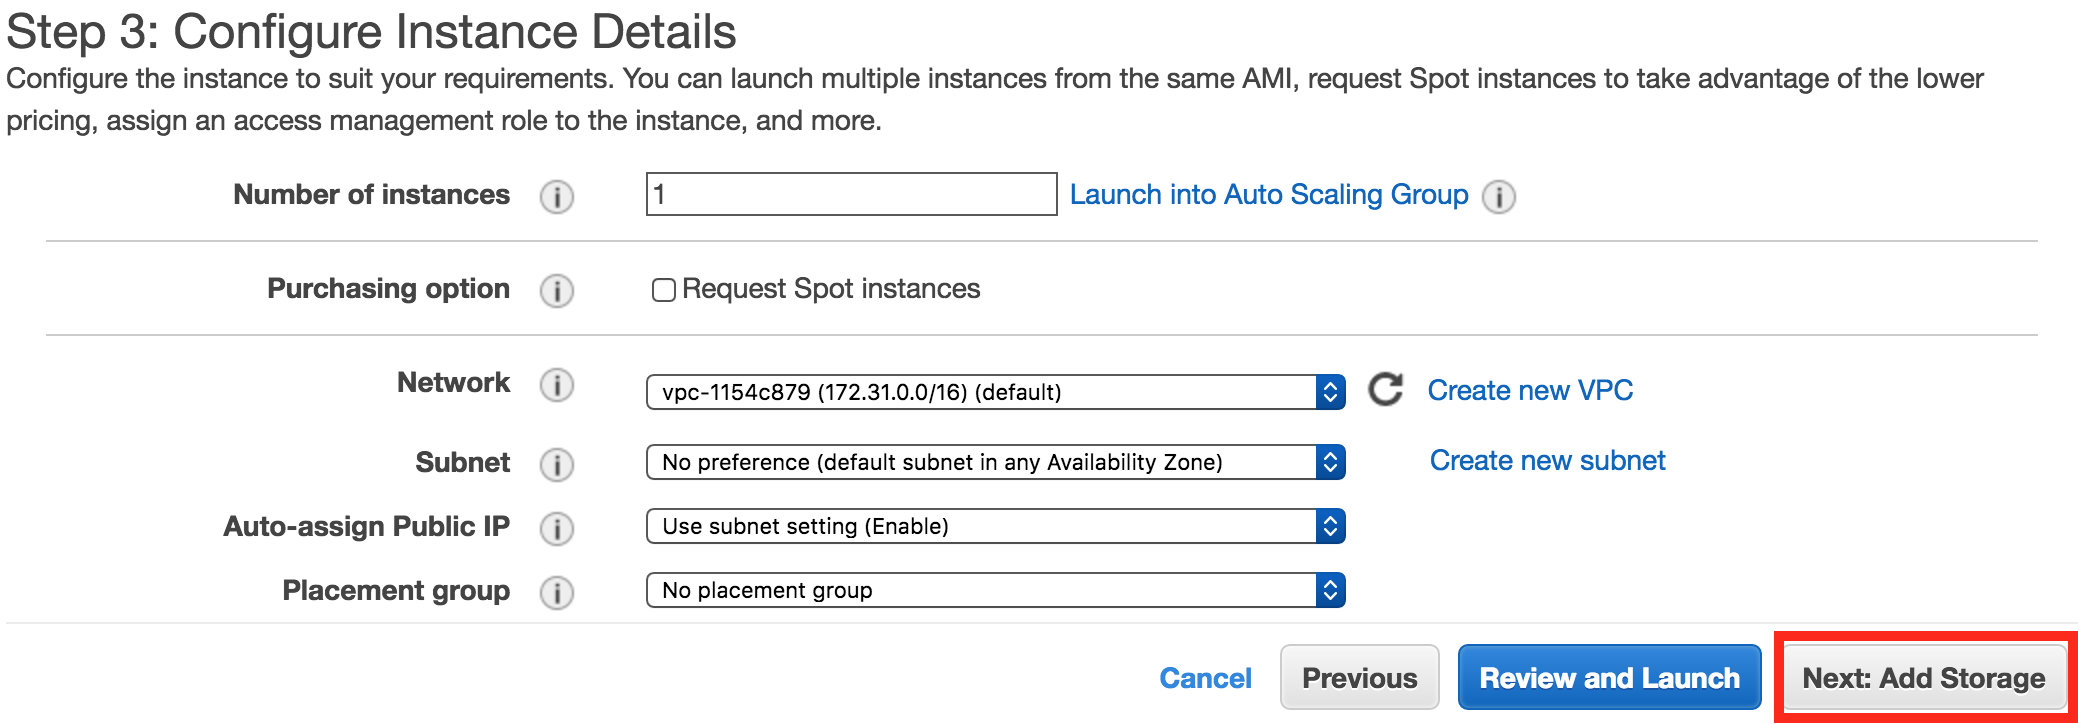 Step 3: Configure Instance Details
Configure the instance to suit your requirements. You can launch multiple instances from the same AMI, request Spot instances to take advantage of the lower
pricing, assign an access management role to the instance, and more.
Number of instances i 1 Launch into Auto Scaling Group i
Purchasing option i Request Spot instances
Network i vpc-1154c879 (172.31.0.0/16) (default) Create new VPC
Subnet i No preference (default subnet in any Availability Zone) Create new subnet
Auto-assign Public IP i Use subnet setting (Enable)
Placement group i No placement group
Cancel Previous Review and Launch Next: Add Storage